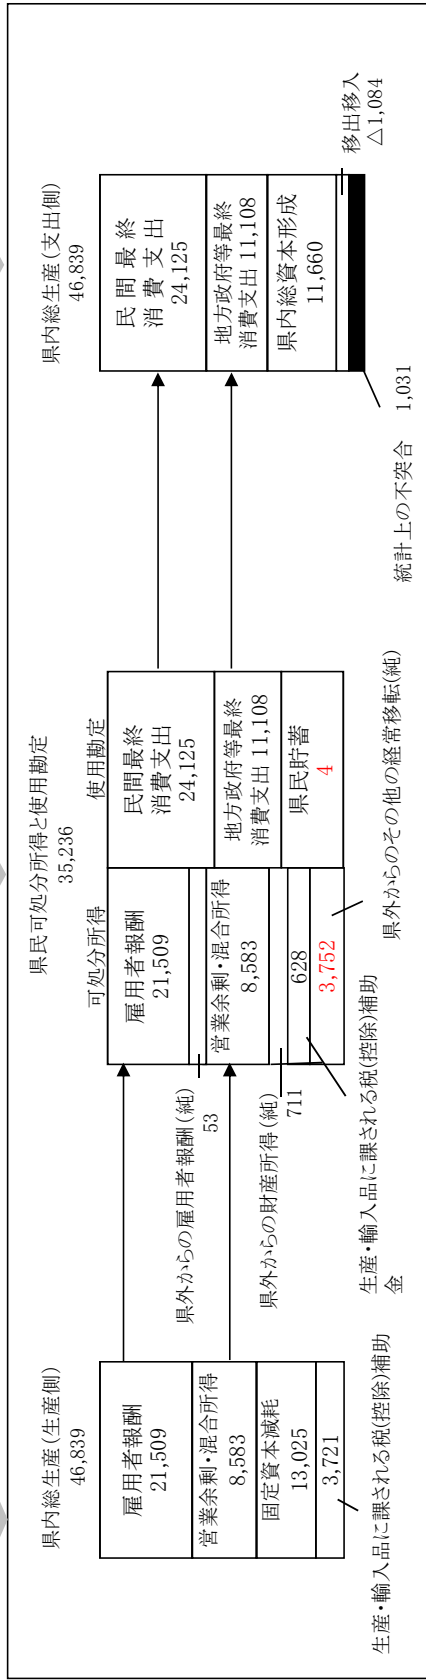 県内総生産(生産側)
46,839
雇用者報酬
21,509
営業余剰・混合所得
8,583
固定資本減耗
13,025
3,721
生産・輸入品に課される税(控除)補助
県民可処分所得と使用勘定
35,236
可処分所得
使用勘定
雇用者報酬
21,509
県外からの雇用者報酬(純)
53
営業余剰・混合所得
8,583
県外からの財産所得(純)
711
628
3,752
生産・輸入品に課される税(控除)補助
金
県外からのその他の経常移転(純)
民間最終
消費支出
24,125
地方政府等最終
消費支出 11,108
県民貯蓄
4
県内総生産(支出側)
46,839
民間最終
消費支出
24,125
地方政府等最終
消費支出 11,108
県内総資本形成
11,660
移出移入
△1,084
統計上の不突合 1,031